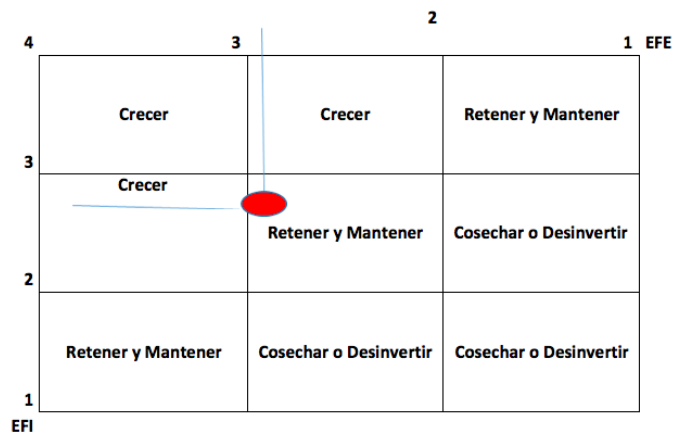 2
4 3 1 EFE
Crecer Crecer Retener y Mantener
3
Crecer
Retener y Mantener Cosechar o Desinvertir
2
Retener y Mantener Cosechar o Desinvertir Cosechar o Desinvertir
1
EFI